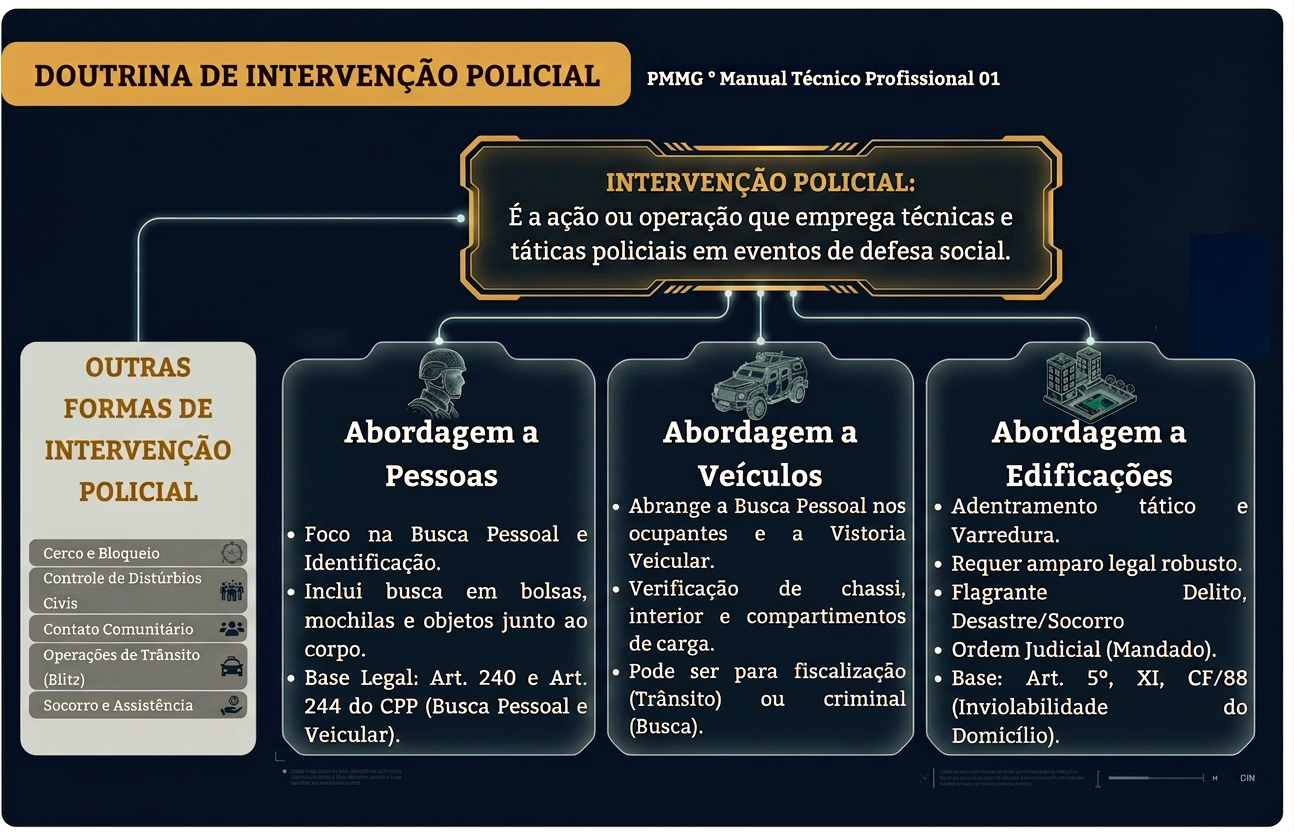 DOUTRINA DE INTERVENÇÃO POLICIAL
PMMG ° Manual Técnico Profissional 01
INTERVENÇÃO POLICIAL:
É a ação ou operação que emprega técnicas e
táticas policiais em eventos de defesa social.
OUTRAS
FORMAS DE
INTERVENÇÃO
POLICIAL
Cerco e Bloqueio
Controle de Distúrbios
Civis
Contato Comunitário
Operações de Trânsito
(Blitz)
Socorro e Assistência
Abordagem a
Pessoas
• Foco na Busca Pessoal e
Identificação.
• Inclui busca em bolsas,
mochilas e objetos junto ao
corpo.
• Base Legal: Art. 240 e Art.
244 do CPP (Busca Pessoal e
Veicular).
Abordagem a
Veículos
• Abrange a Busca Pessoal nos
ocupantes e a Vistoria
Veicular.
• Verificação de chassi,
interior e compartimentos
de carga.
• Pode ser para fiscalização
(Trânsito) ou criminal
(Busca).
Abordagem a
Edificações
• Adentramento tático e
Varredura.
• Requer amparo legal robusto.
• Flagrante Delito,
Desastre/Socorro
• Ordem Judicial (Mandado).
• Base: Art. 5º, XI, CF/88
(Inviolabilidade do
Domicílio).
H
CIN